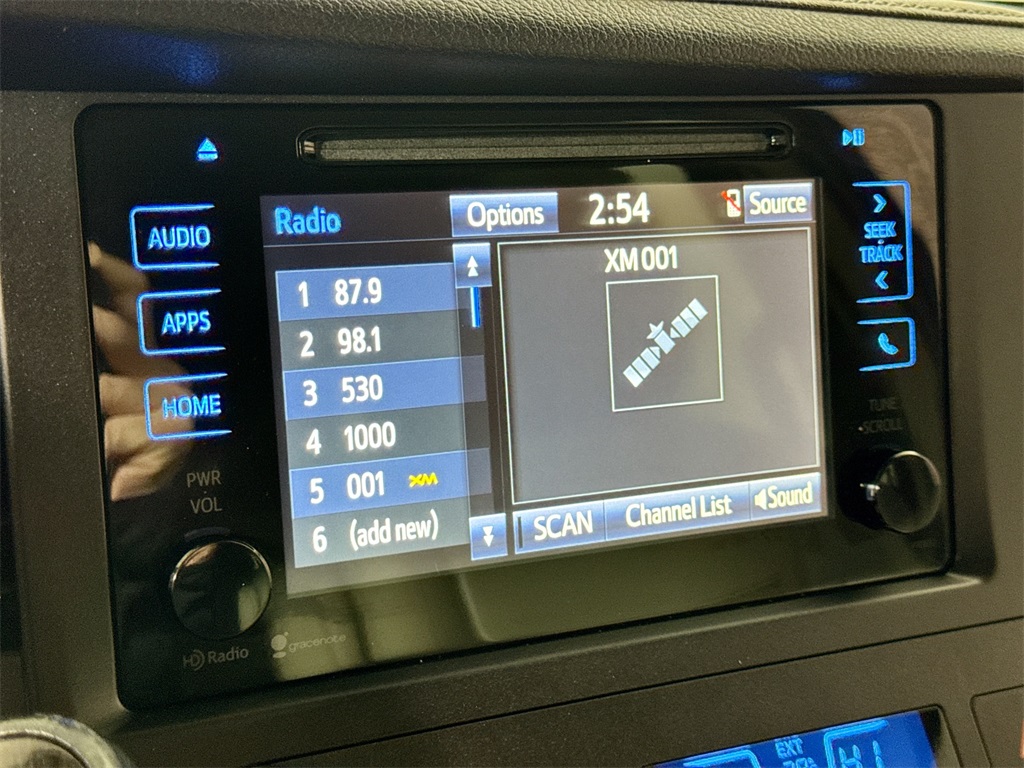 Radio Options 2:54 Source
AUDIO
APPS
HOME
PWR
VOL
1 87.9
2 98.1
3 530
4 1000
5 001 XM
6 (add new)
XM 001
SCAN Channel List Sound
SEEK
TRACK
TUNE
SCROLL
HD Radio gracenote
EXT
HI